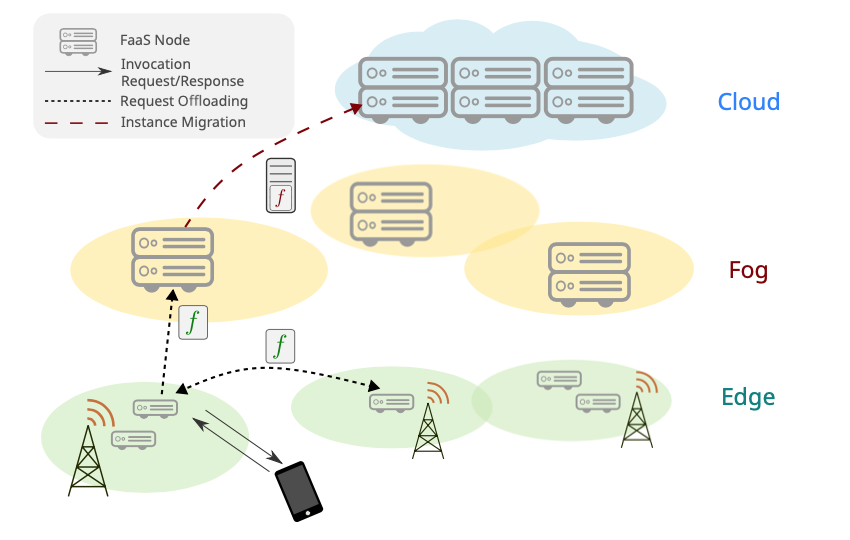 FaaS Node
Invocation
Request/Response
Request Offloading
Instance Migration
Cloud
f
Fog
f
f
Edge